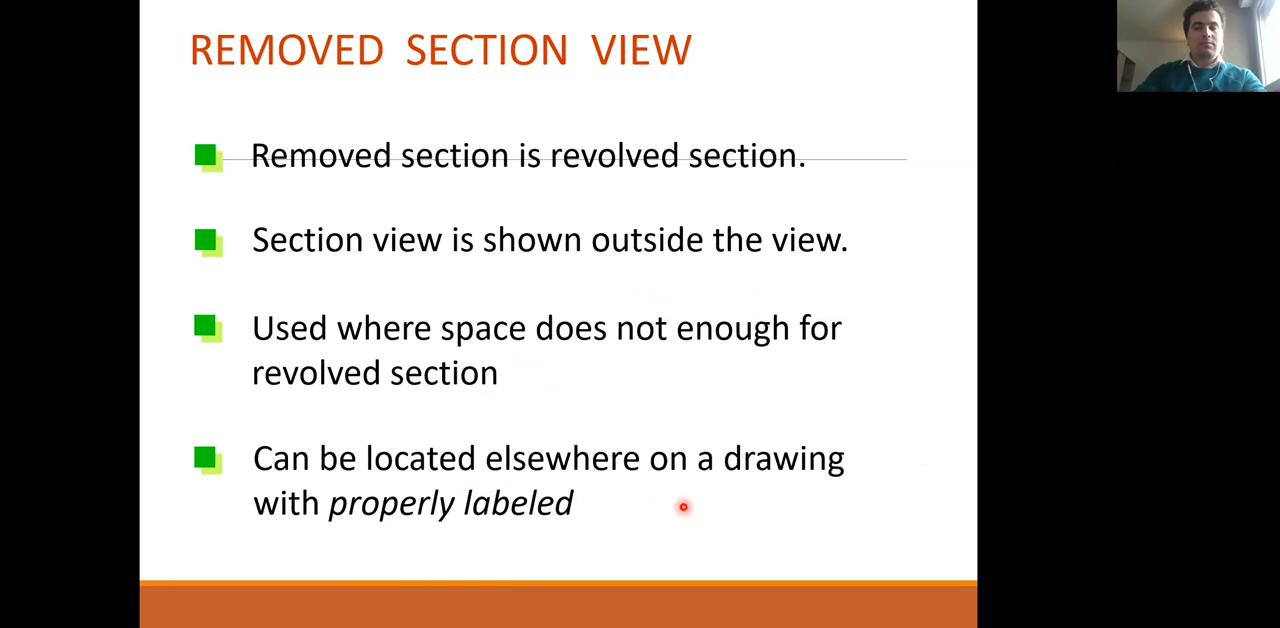 REMOVED SECTION VIEW
Removed section is revolved section.
Section view is shown outside the view.
Used where space does not enough for
revolved section
Can be located elsewhere on a drawing
with properly labeled